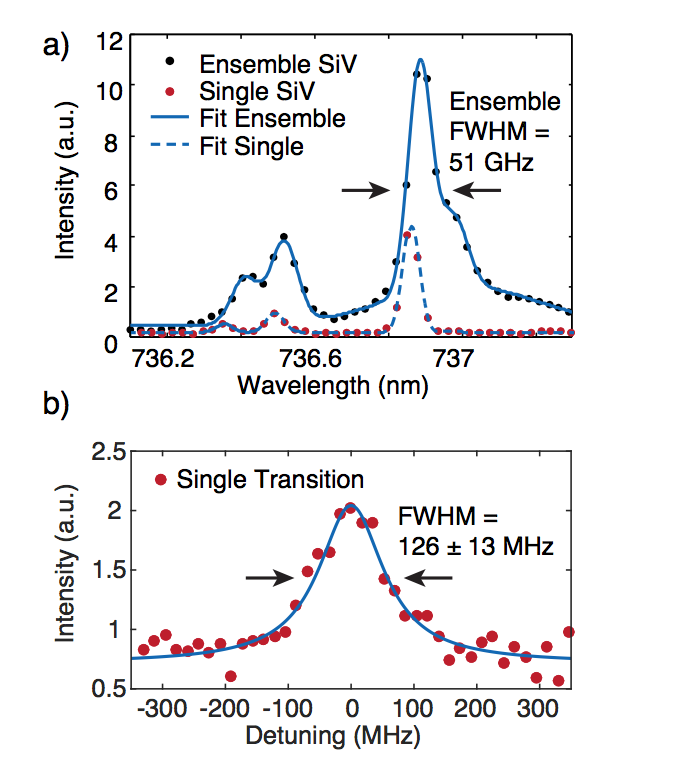 a)
12
10
8
6
4
2
0
Intensity (a.u.)
Ensemble SiV
Single SiV
Fit Ensemble
Fit Single
Ensemble
FWHM =
51 GHz
736.2 736.6 737
Wavelength (nm)
b)
2.5
2
1.5
1
0.5
Intensity (a.u.)
Single Transition
FWHM =
126 ± 13 MHz
-300 -200 -100 0 100 200 300
Detuning (MHz)